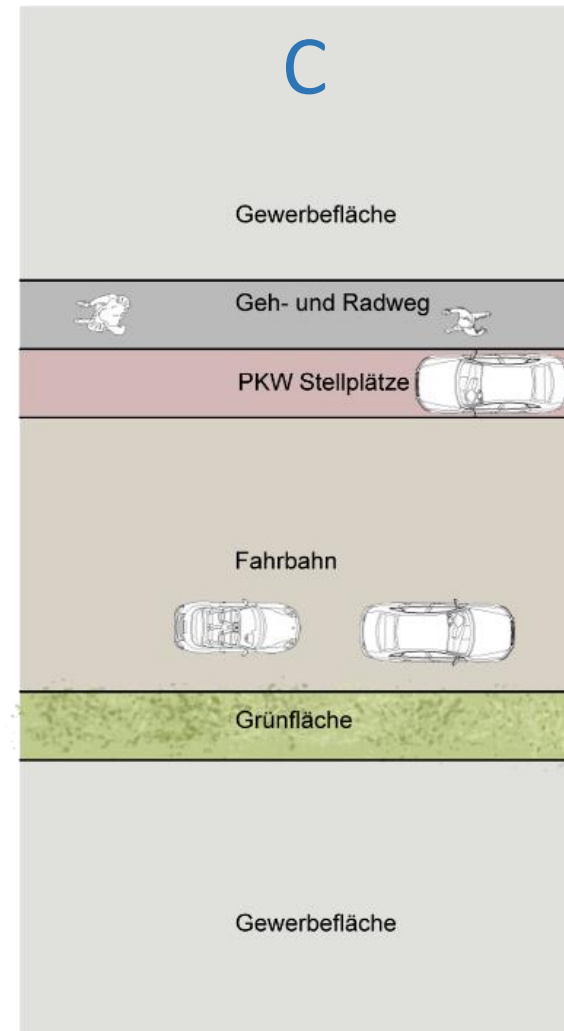 C
Gewerbefläche
Geh- und Radweg
PKW Stellplätze
Fahrbahn
Grünfläche
Gewerbefläche